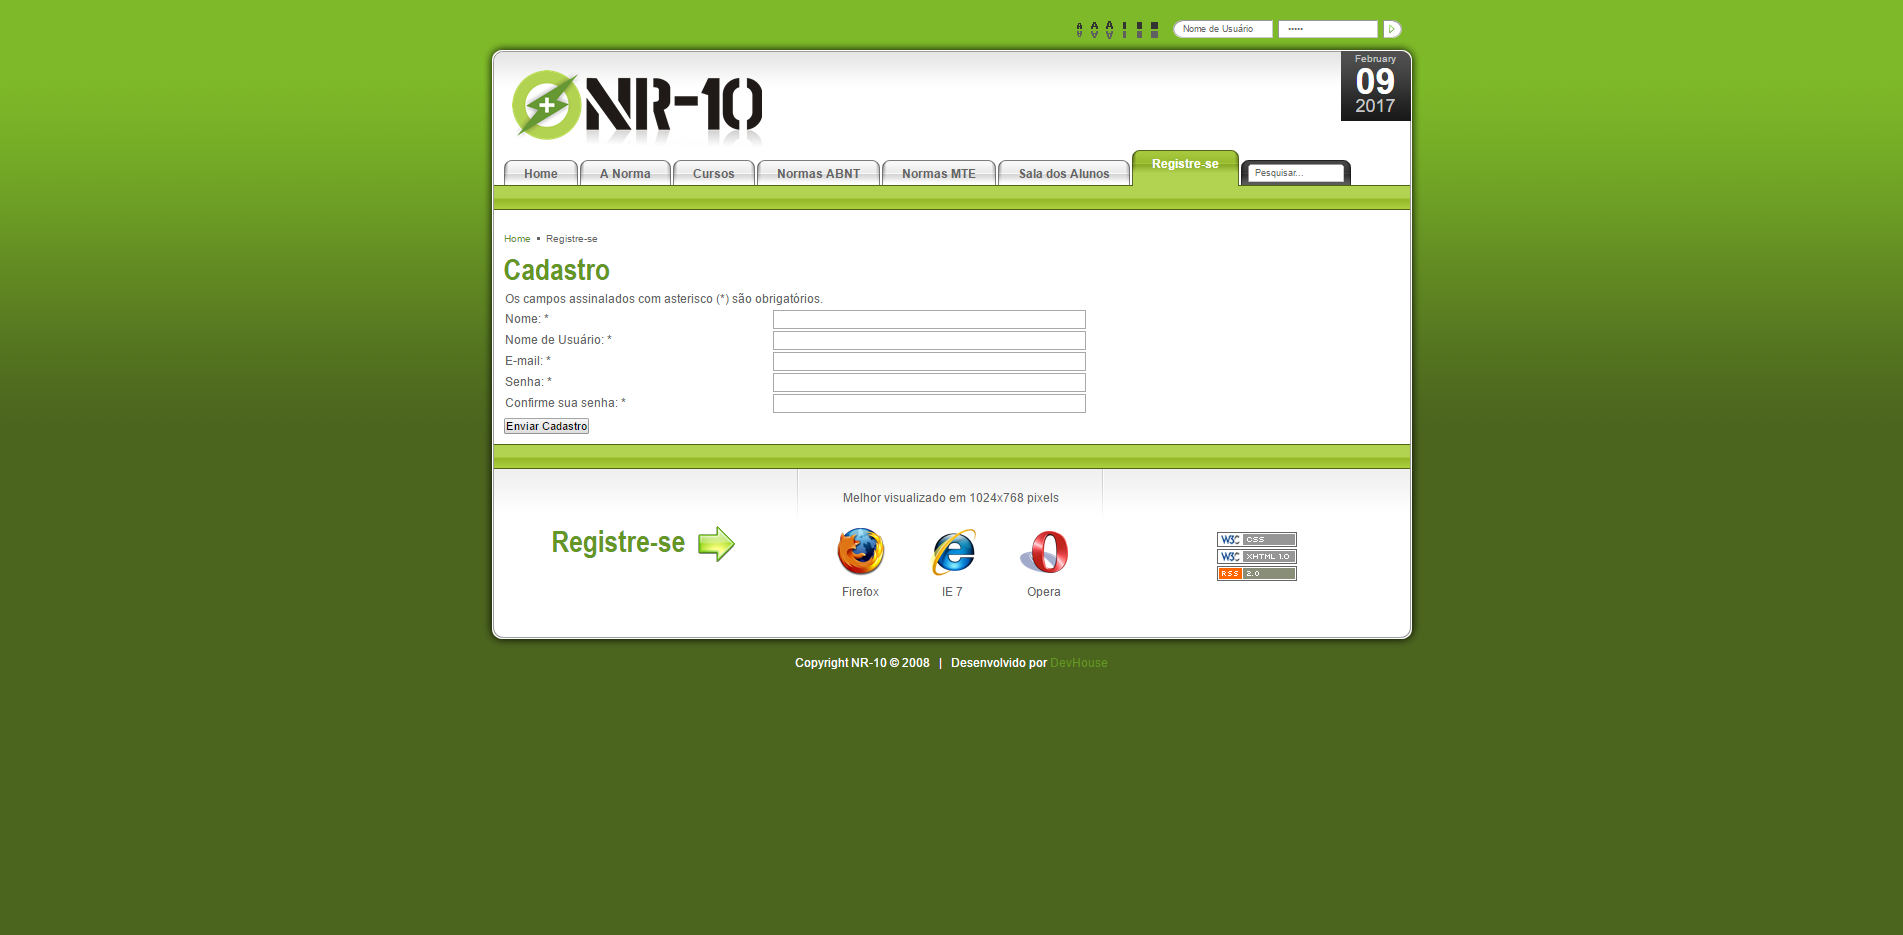 Nome de Usuário •••••
February
09
2017
NR-10
Home A Norma Cursos Normas ABNT Normas MTE Sala dos Alunos Registre-se Pesquisar...
Home ▪ Registre-se
Cadastro
Os campos assinalados com asterisco (*) são obrigatórios.
Nome: *
Nome de Usuário: *
E-mail: *
Senha: *
Confirme sua senha: *
Enviar Cadastro
Melhor visualizado em 1024x768 pixels
Registre-se
Firefox IE 7 Opera
W3C CSS
W3C XHTML 1.0
RSS 2.0
Copyright NR-10 © 2008 | Desenvolvido por DevHouse